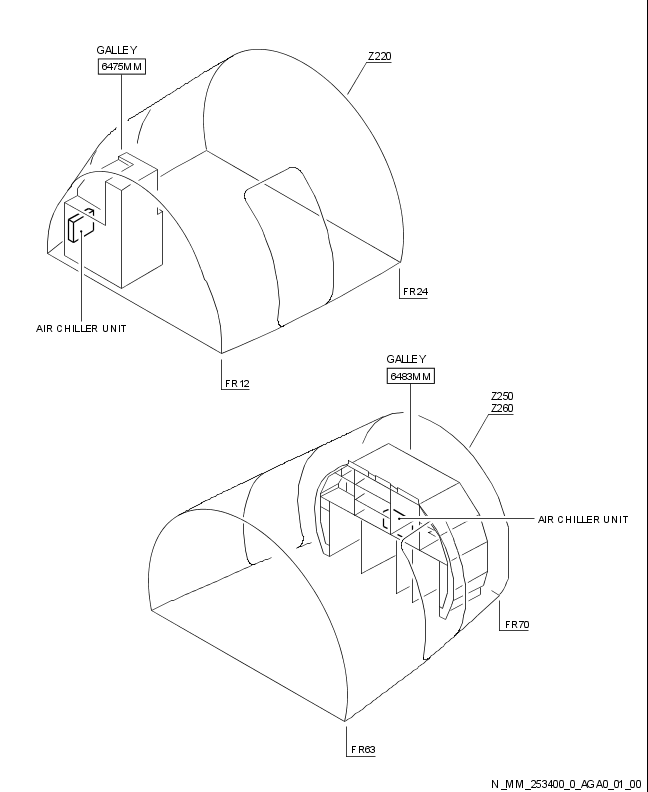 GALLEY
6475MM
Z220
FR24
AIR CHILLER UNIT
FR12
GALLEY
6483MM
Z250
Z260
AIR CHILLER UNIT
FR70
FR63
N_MM_253400_0_AGA0_01_00